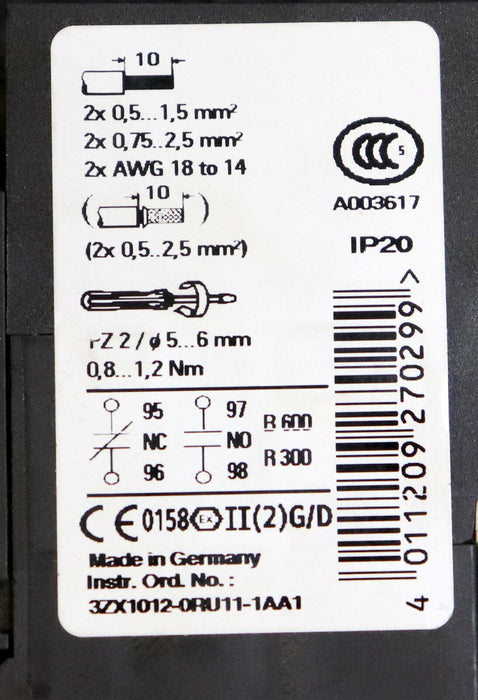 10
2x 0,5...1,5 mm²
2x 0,75..2,5 mm²
2x AWG 18 to 14
( 10 )
(2x 0,5..2,5 mm²)
PZ 2 / ø 5...6 mm
0,8...1,2 Nm
95 97
NC NO R 600
R 300
96 98
CE 0158 Ex II (2) G/D
Made in Germany
Instr. Ord. No. :
3ZX1012-0RU11-1AA1
CCC 5
A003617
IP20
4 011209 270299 >